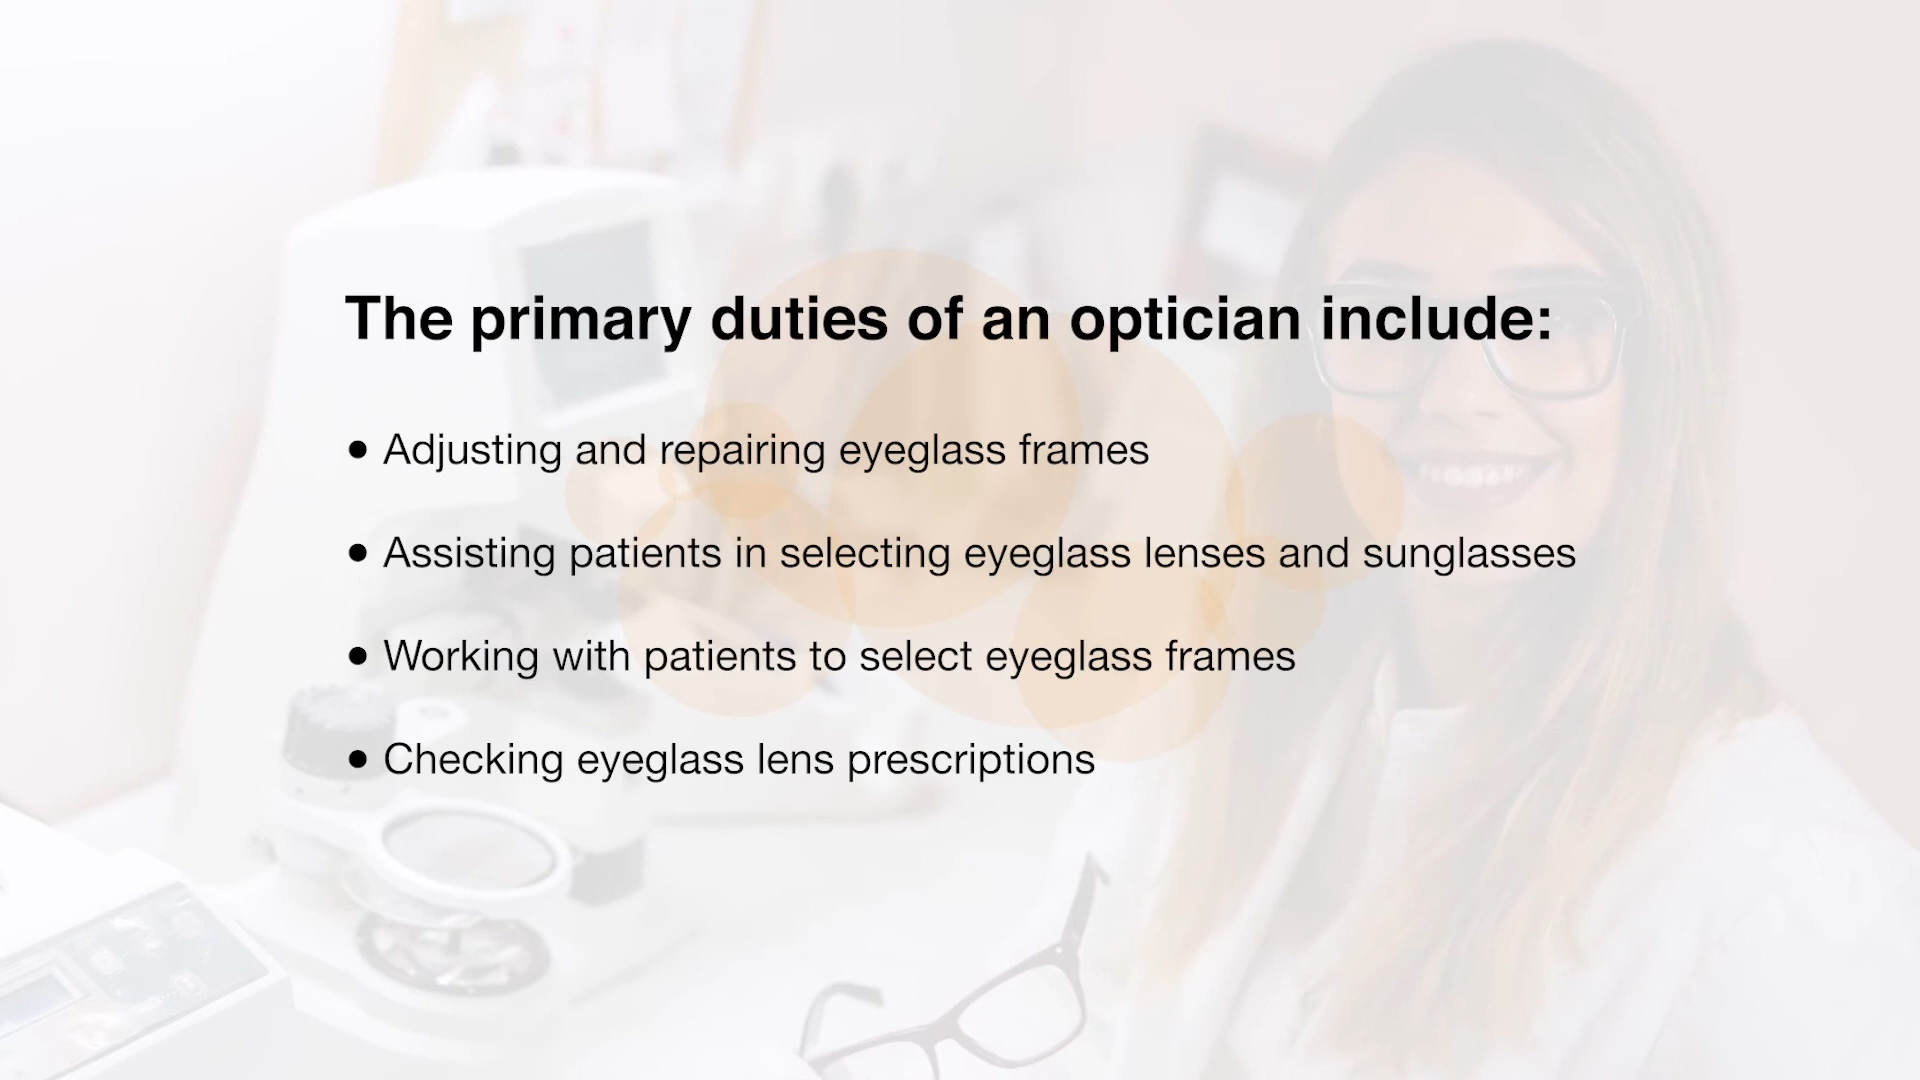 The primary duties of an optician include:
• Adjusting and repairing eyeglass frames
• Assisting patients in selecting eyeglass lenses and sunglasses
• Working with patients to select eyeglass frames
• Checking eyeglass lens prescriptions